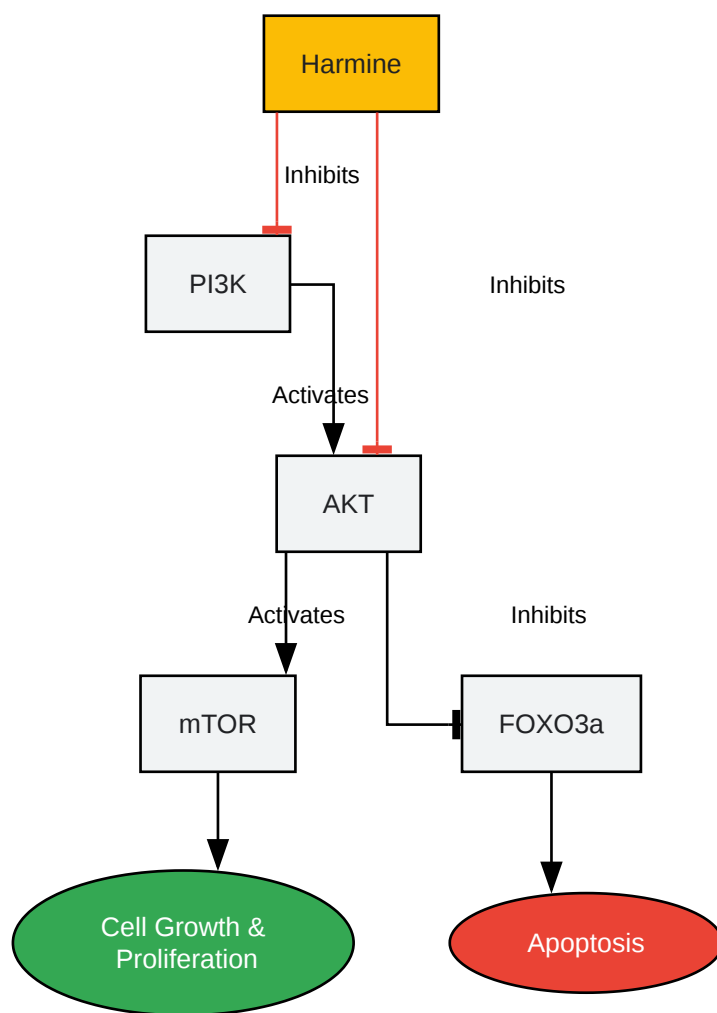 Harmine
Inhibits
PI3K
Inhibits
Activates
AKT
Activates
Inhibits
mTOR
FOXO3a
Cell Growth &
Proliferation
Apoptosis